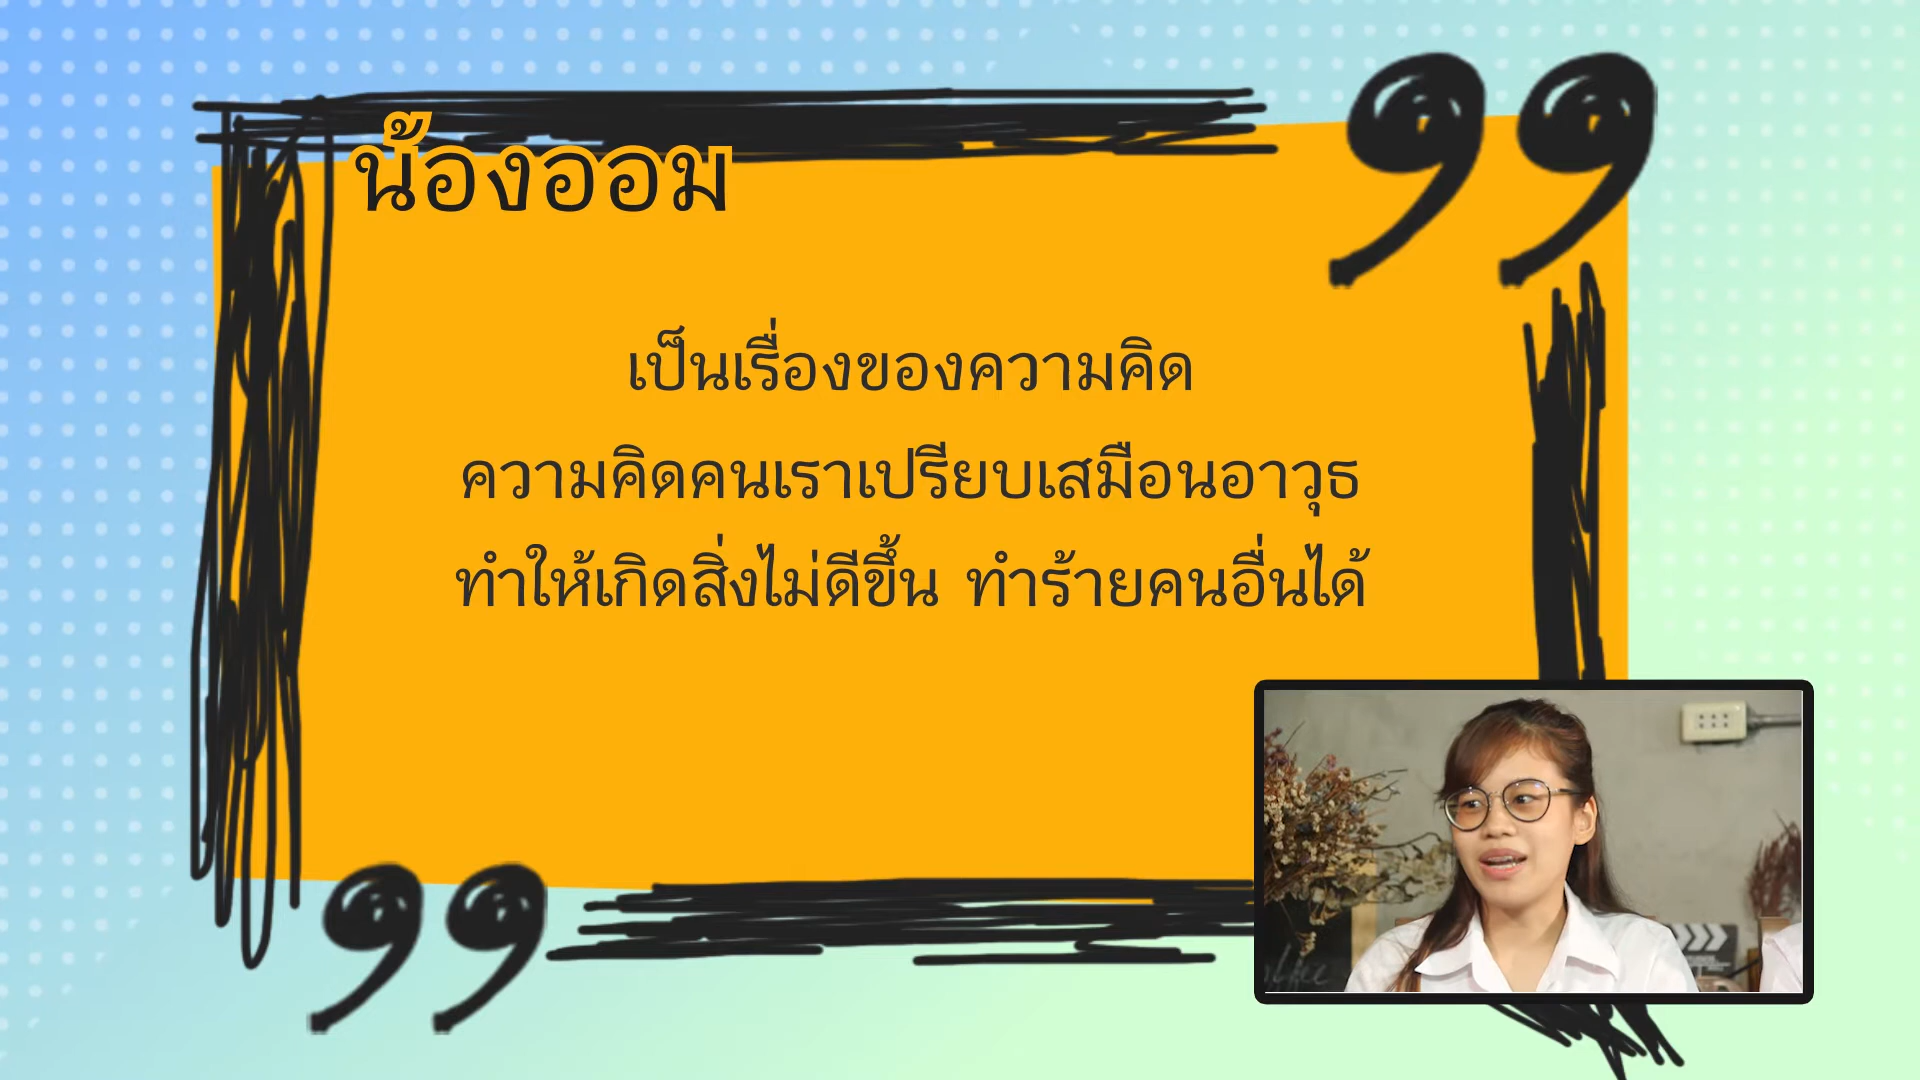 น้องออม
เป็นเรื่องของความคิด
ความคิดคนเราเปรียบเสมือนอาวุธ
ทำให้เกิดสิ่งไม่ดีขึ้น ทำร้ายคนอื่นได้